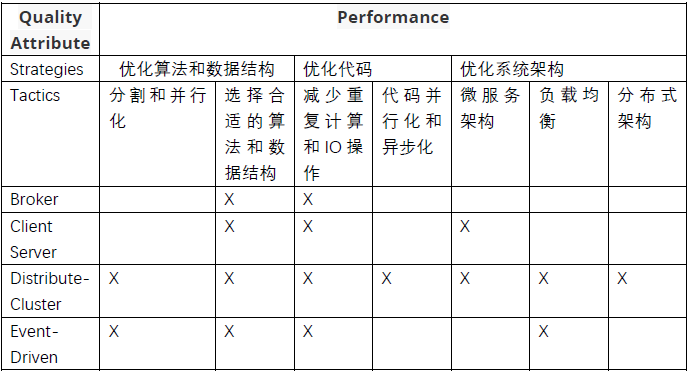 Quality Attribute Performance
Strategies 优化算法和数据结构 优化代码 优化系统架构
Tactics 分割和并行化 选择合适的算法和数据结构 减少重复计算和IO操作 代码并行化和异步化 微服务架构 负载均衡 分布式架构
Broker X X
Client Server X X X
Distribute-Cluster X X X X X X X
Event-Driven X X X X